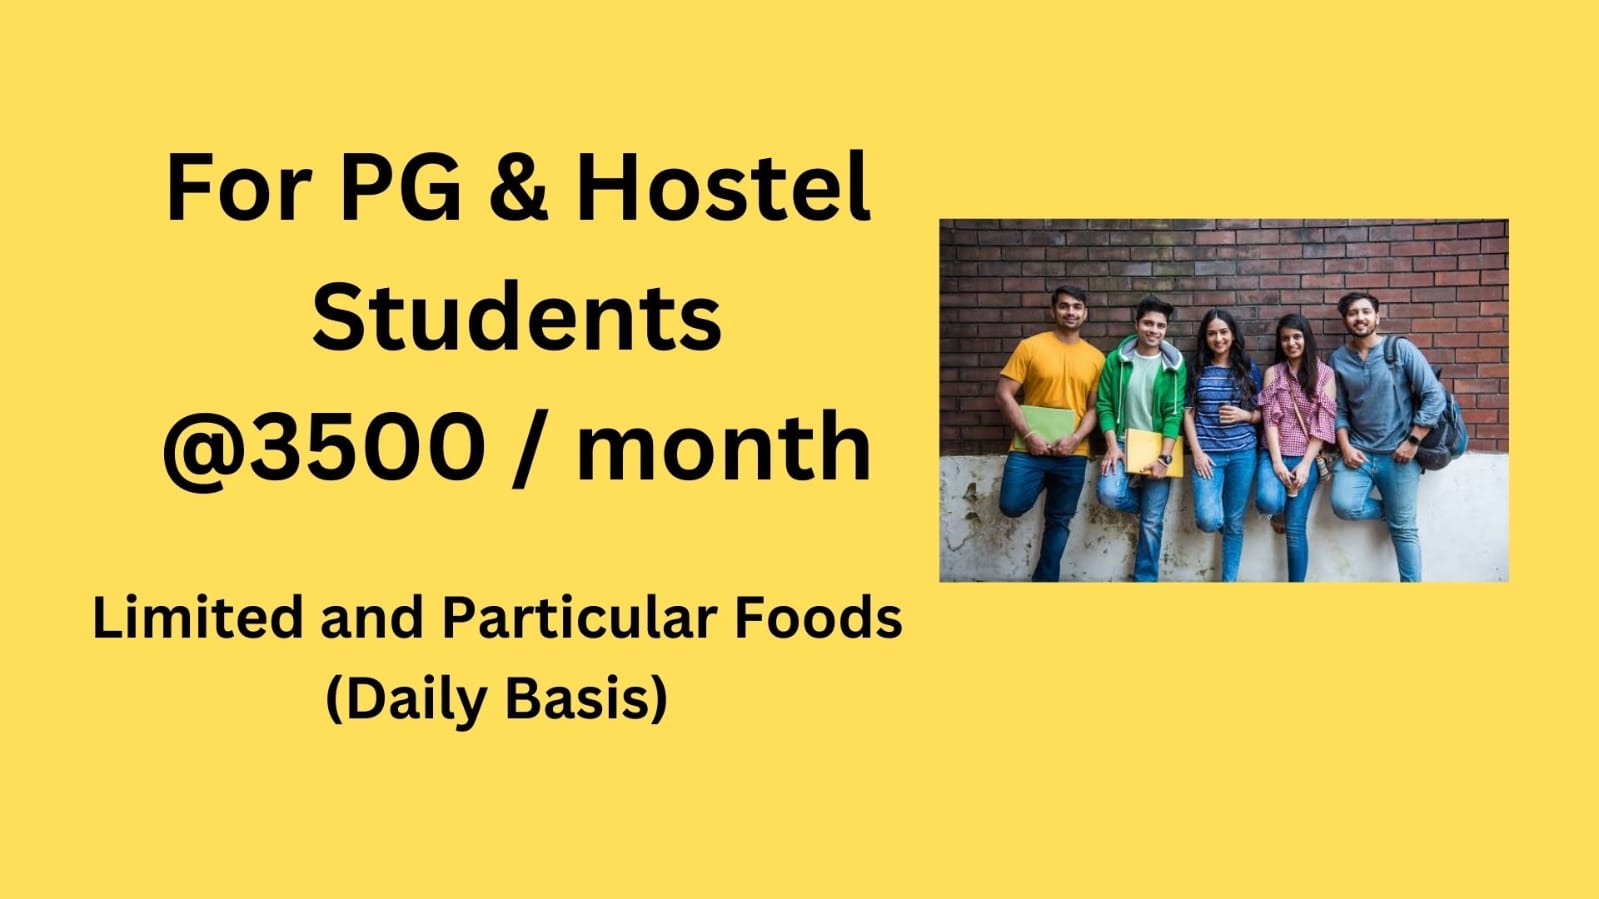 For PG & Hostel
Students
@3500 / month
Limited and Particular Foods
(Daily Basis)